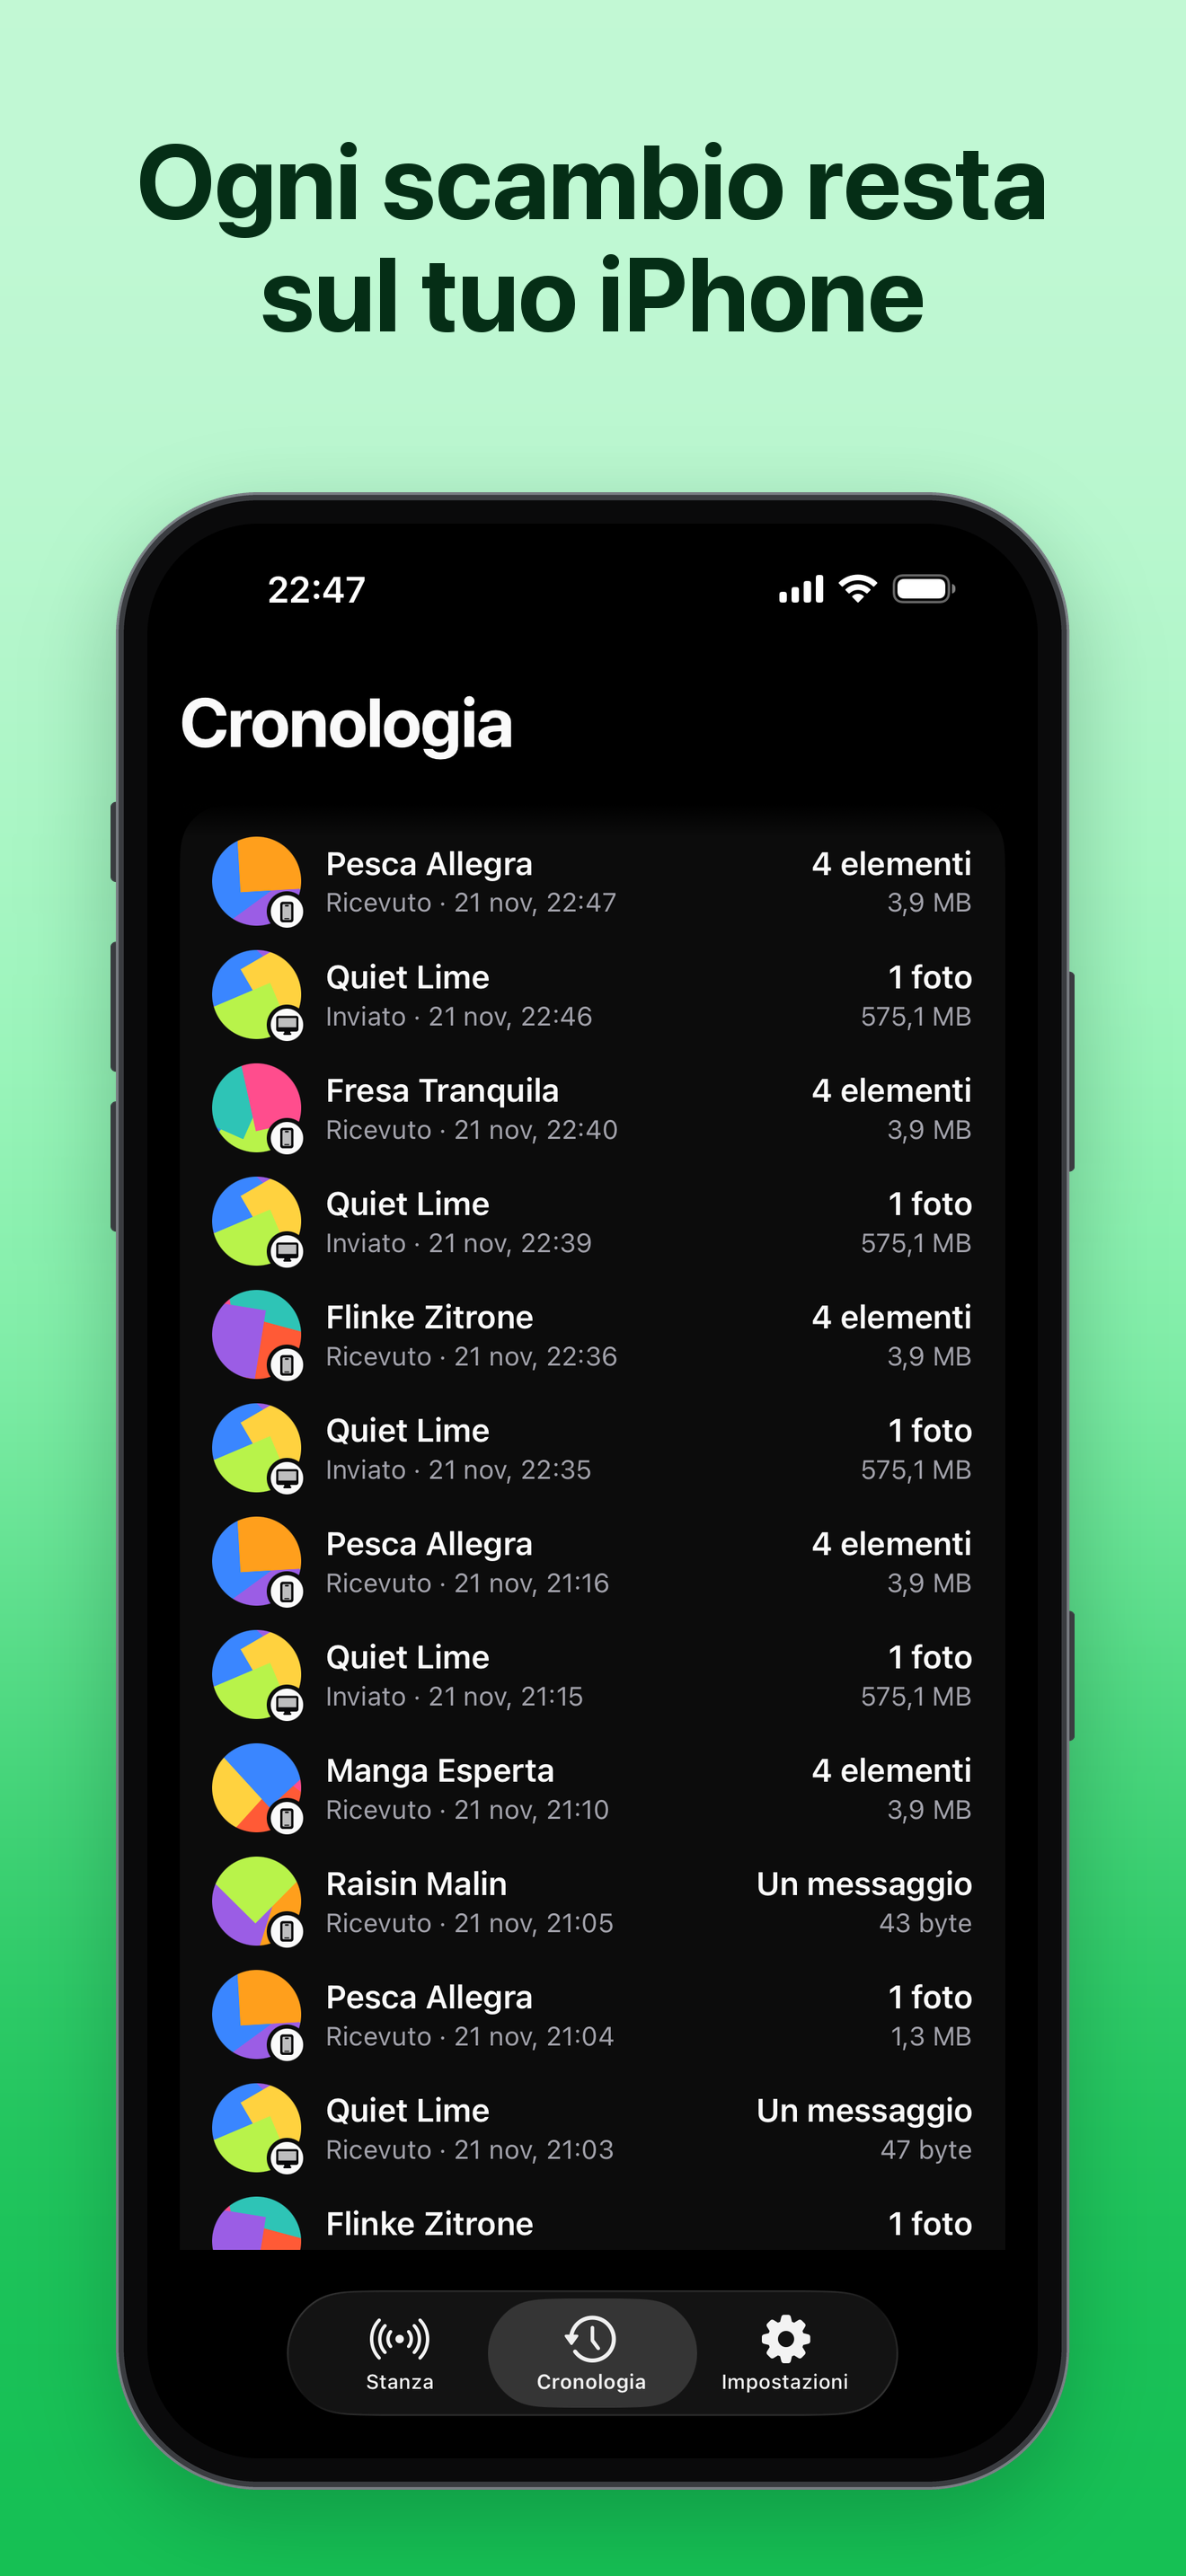 Ogni scambio resta
sul tuo iPhone
22:47
Cronologia
Pesca Allegra
4 elementi
Ricevuto · 21 nov, 22:47
3,9 MB
Quiet Lime
1 foto
Inviato · 21 nov, 22:46
575,1 MB
Fresa Tranquila
4 elementi
Ricevuto · 21 nov, 22:40
3,9 MB
Quiet Lime
1 foto
Inviato · 21 nov, 22:39
575,1 MB
Flinke Zitrone
4 elementi
Ricevuto · 21 nov, 22:36
3,9 MB
Quiet Lime
1 foto
Inviato · 21 nov, 22:35
575,1 MB
Pesca Allegra
4 elementi
Ricevuto · 21 nov, 21:16
3,9 MB
Quiet Lime
1 foto
Inviato · 21 nov, 21:15
575,1 MB
Manga Esperta
4 elementi
Ricevuto · 21 nov, 21:10
3,9 MB
Raisin Malin
Un messaggio
Ricevuto · 21 nov, 21:05
43 byte
Pesca Allegra
1 foto
Ricevuto · 21 nov, 21:04
1,3 MB
Quiet Lime
Un messaggio
Ricevuto · 21 nov, 21:03
47 byte
Flinke Zitrone
1 foto
Stanza
Cronologia
Impostazioni